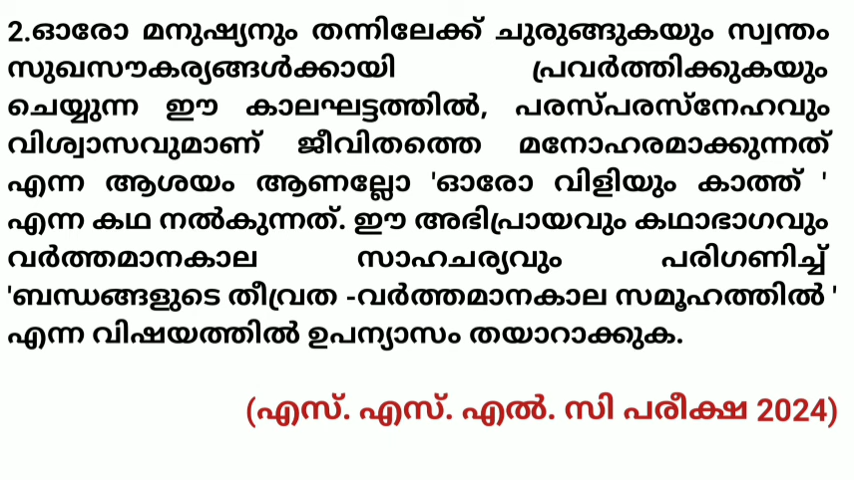 2.ഓരോ മനുഷ്യനും തന്നിലേക്ക് ചുരുങ്ങുകയും സ്വന്തം
സുഖസൗകര്യങ്ങൾക്കായി പ്രവർത്തിക്കുകയും
ചെയ്യുന്ന ഈ കാലഘട്ടത്തിൽ, പരസ്പരസ്നേഹവും
വിശ്വാസവുമാണ് ജീവിതത്തെ മനോഹരമാക്കുന്നത്
എന്ന ആശയം ആണല്ലോ 'ഓരോ വിളിയും കാത്ത് '
എന്ന കഥ നൽകുന്നത്. ഈ അഭിപ്രായവും കഥാഭാഗവും
വർത്തമാനകാല സാഹചര്യവും പരിഗണിച്ച്
'ബന്ധങ്ങളുടെ തീവ്രത -വർത്തമാനകാല സമൂഹത്തിൽ '
എന്ന വിഷയത്തിൽ ഉപന്യാസം തയാറാക്കുക.
(എസ്. എസ്. എൽ. സി പരീക്ഷ 2024)